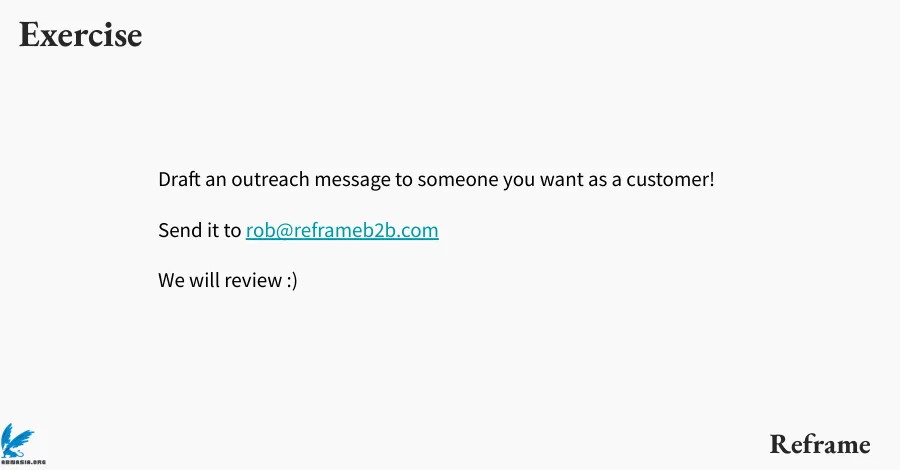 Exercise
Draft an outreach message to someone you want as a customer!
Send it to rob@reframeb2b.com
We will review :)
Reframe